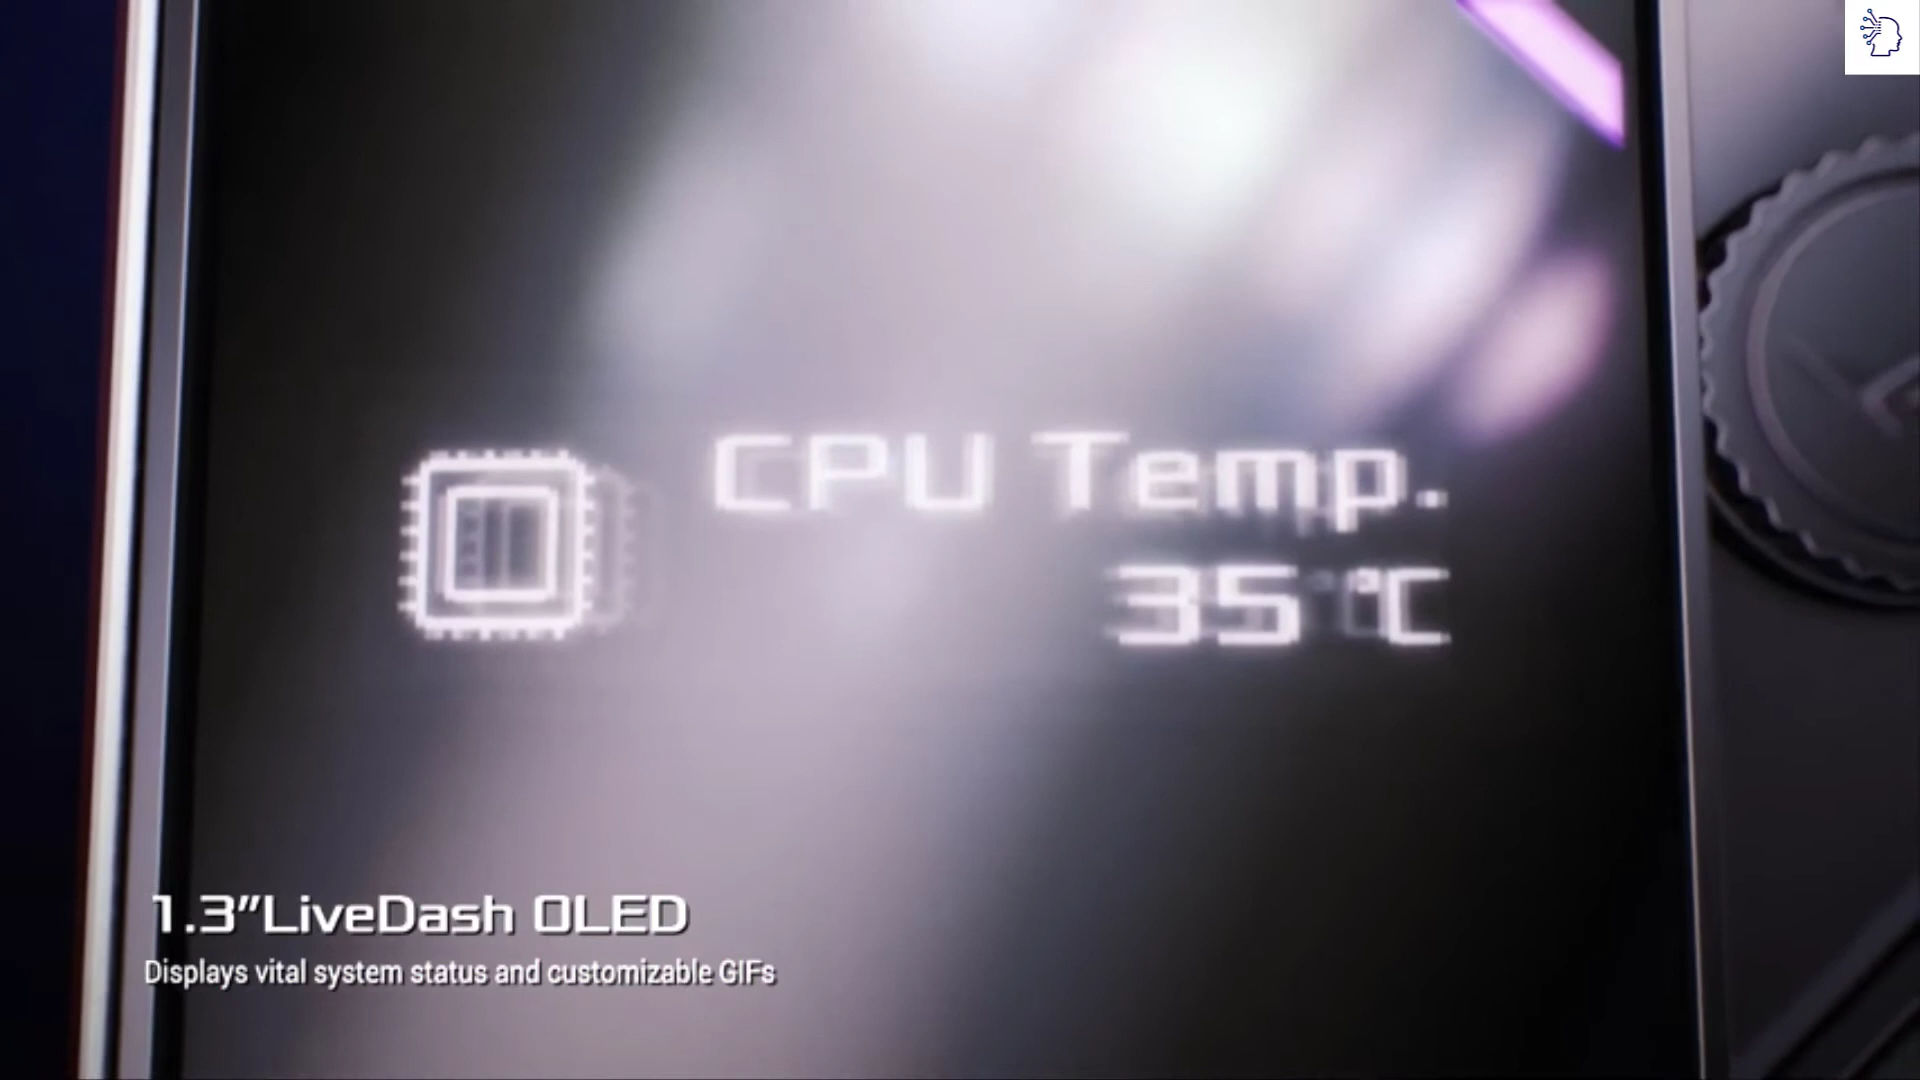 CPU Temp.
35 °C
1.3"LiveDash OLED
Displays vital system status and customizable GIFs